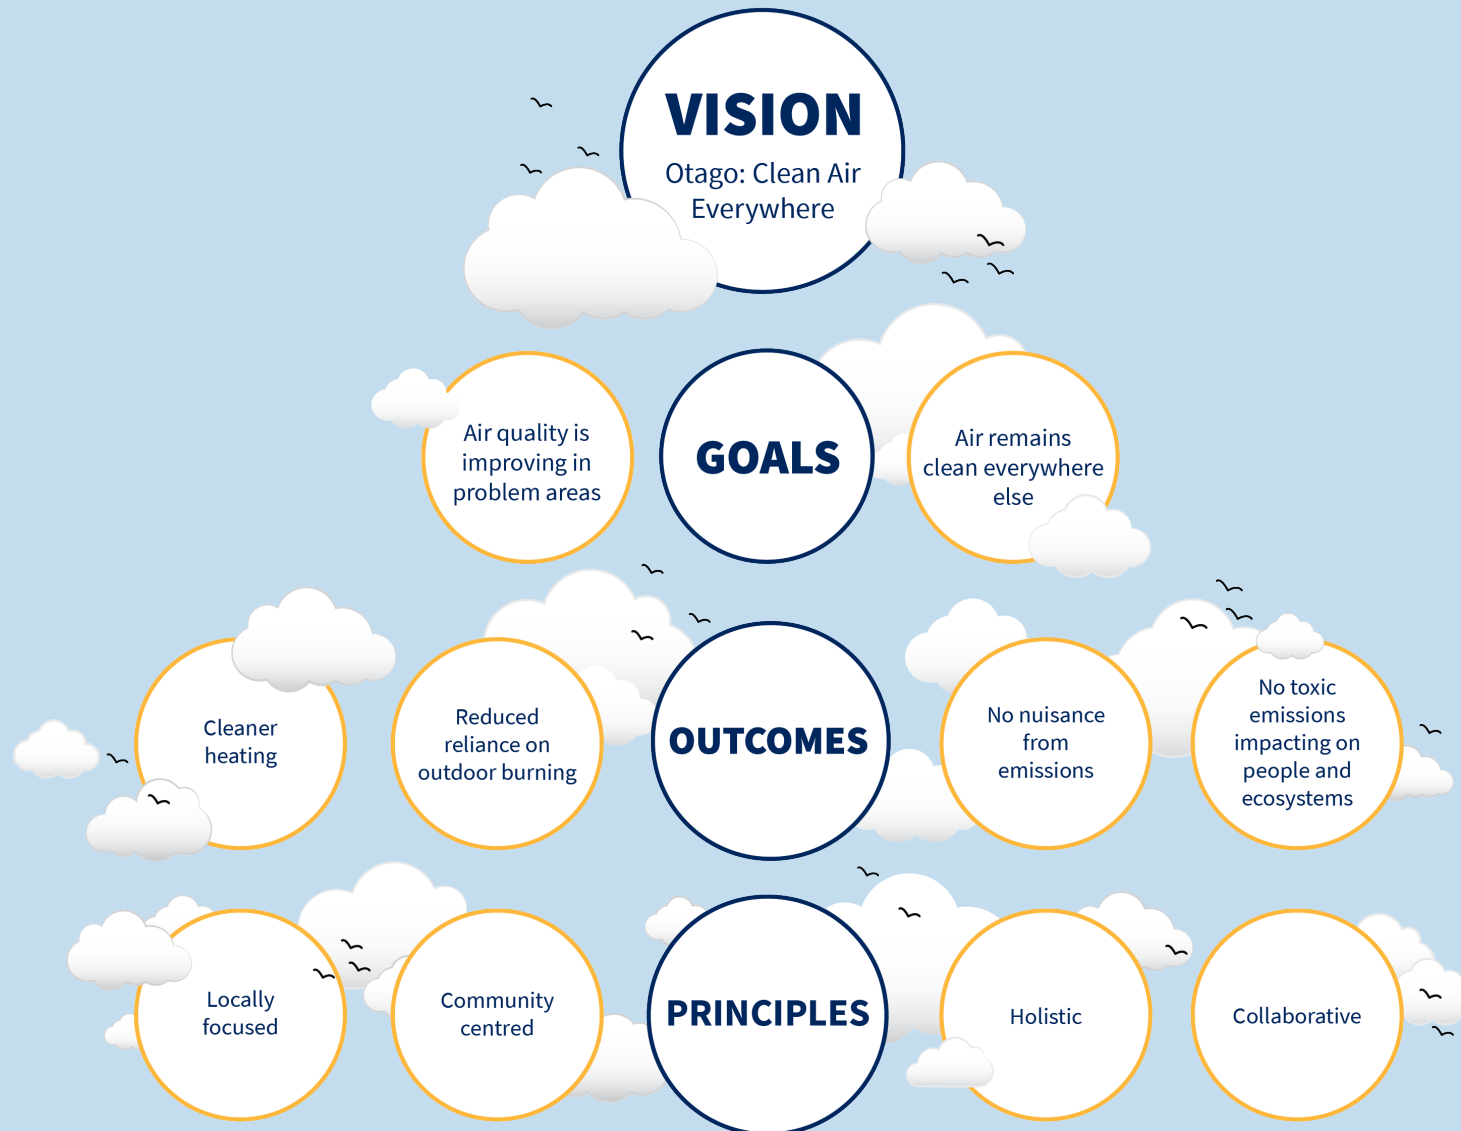 VISION
Otago: Clean Air
Everywhere
Air quality is
improving in
problem areas
GOALS
Air remains
clean everywhere
else
Cleaner
heating
Reduced
reliance on
outdoor burning
OUTCOMES
No nuisance
from
emissions
No toxic
emissions
impacting on
people and
ecosystems
Locally
focused
Community
centred
PRINCIPLES
Holistic
Collaborative